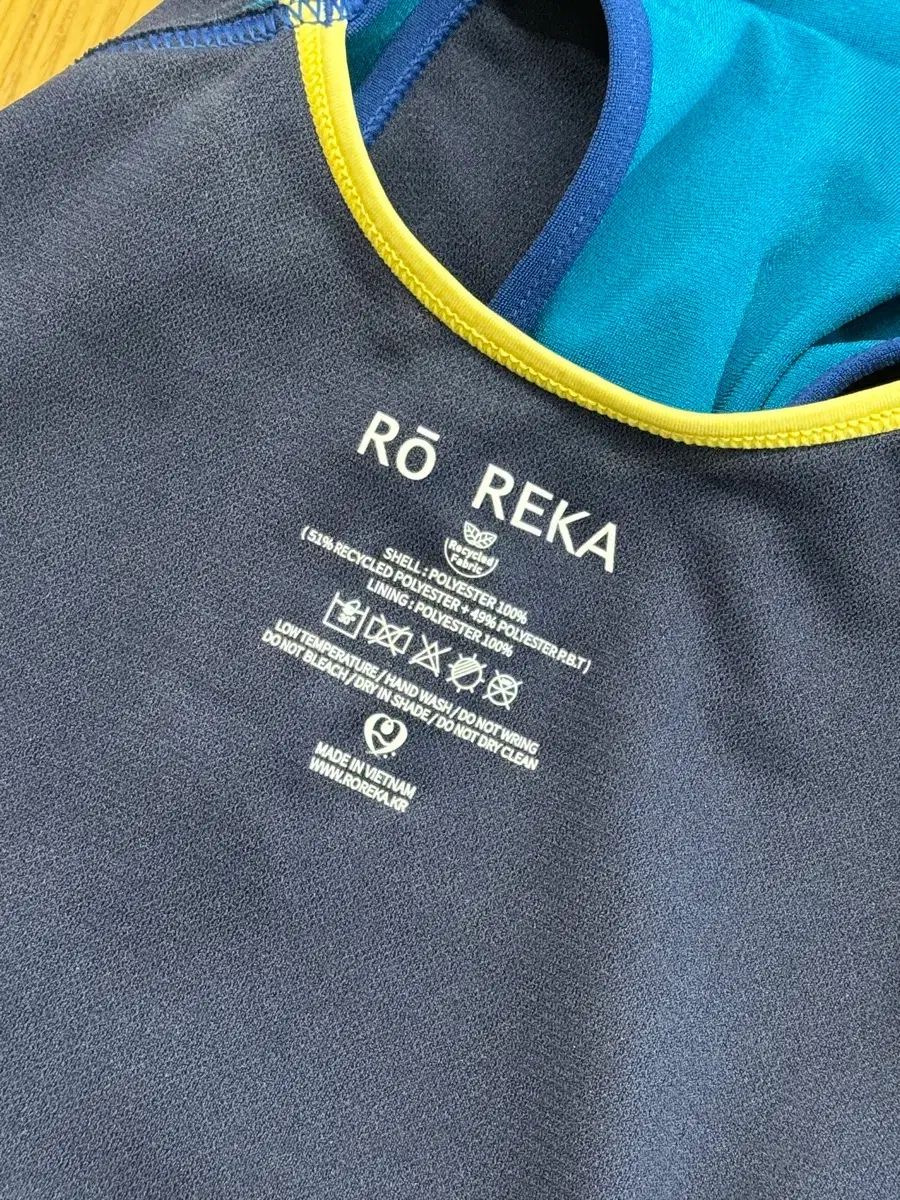 Rō REKA
Recycled
Fabric
SHELL : POLYESTER 100%
( 51% RECYCLED POLYESTER + 49% POLYESTER P.B.T )
LINING : POLYESTER 100%
30°
LOW TEMPERATURE / HAND WASH / DO NOT WRING
DO NOT BLEACH / DRY IN SHADE / DO NOT DRY CLEAN
MADE IN VIETNAM
WWW.ROREKA.KR